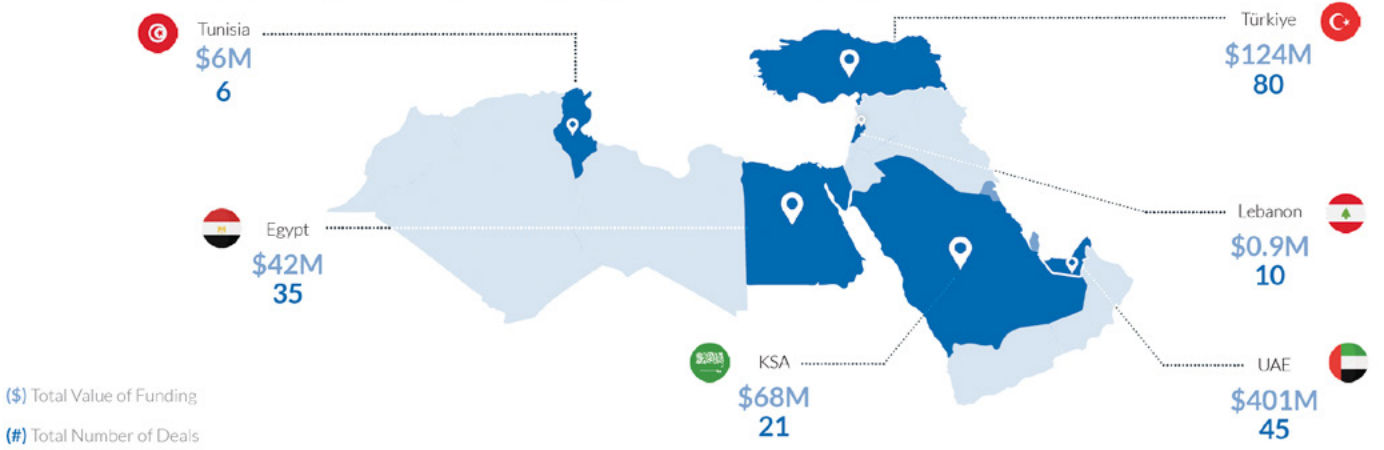 Tunisia
$6M
6
Türkiye
$124M
80
Egypt
$42M
35
Lebanon
$0.9M
10
KSA
$68M
21
UAE
$401M
45
($) Total Value of Funding
(#) Total Number of Deals